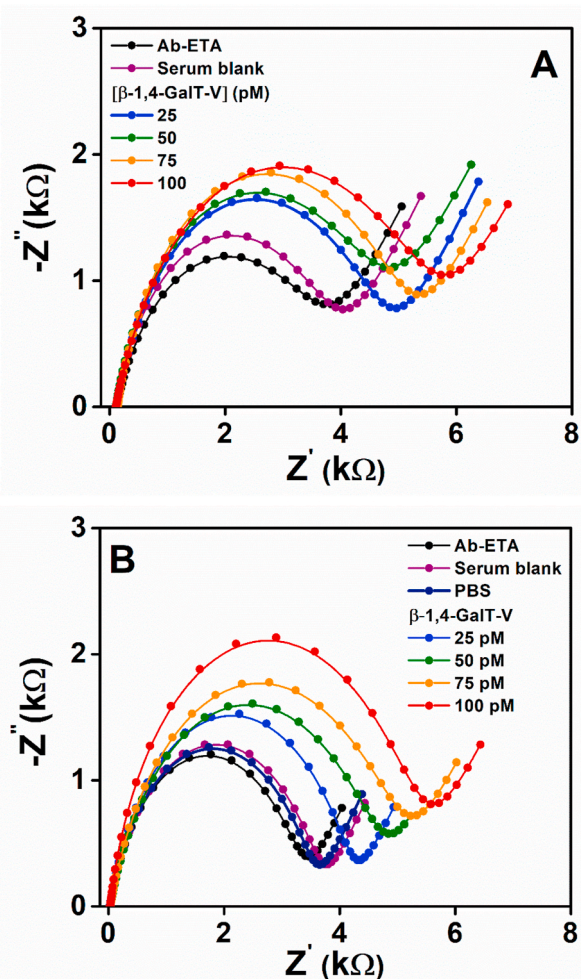 A
Ab-ETA
Serum blank
[β-1,4-GalT-V] (pM)
25
50
75
100
3
2
1
0
-Z''(kΩ)
0 2 4 6 8
Z' (kΩ)
B
Ab-ETA
Serum blank
PBS
β-1,4-GalT-V
25 pM
50 pM
75 pM
100 pM
3
2
1
0
-Z''(kΩ)
0 2 4 6 8
Z' (kΩ)